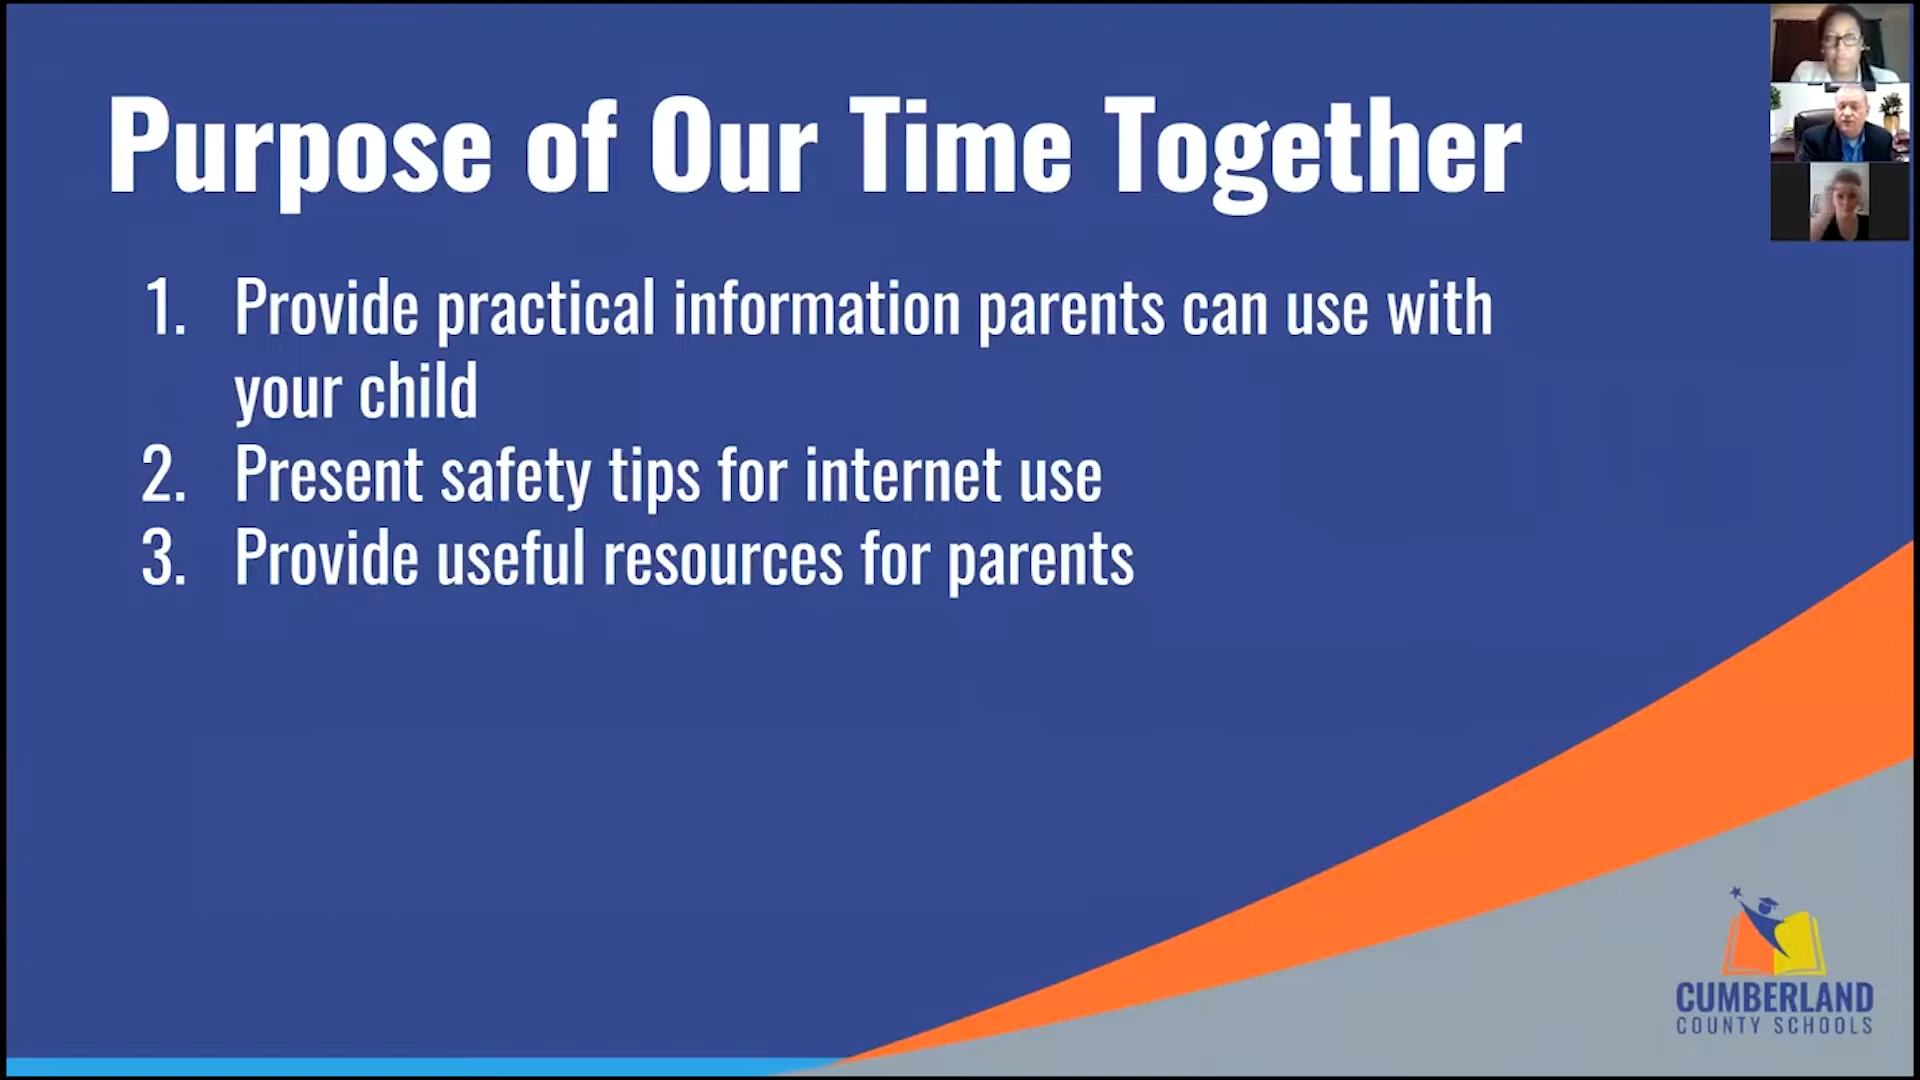 Purpose of Our Time Together
1. Provide practical information parents can use with
your child
2. Present safety tips for internet use
3. Provide useful resources for parents
CUMBERLAND
COUNTY SCHOOLS